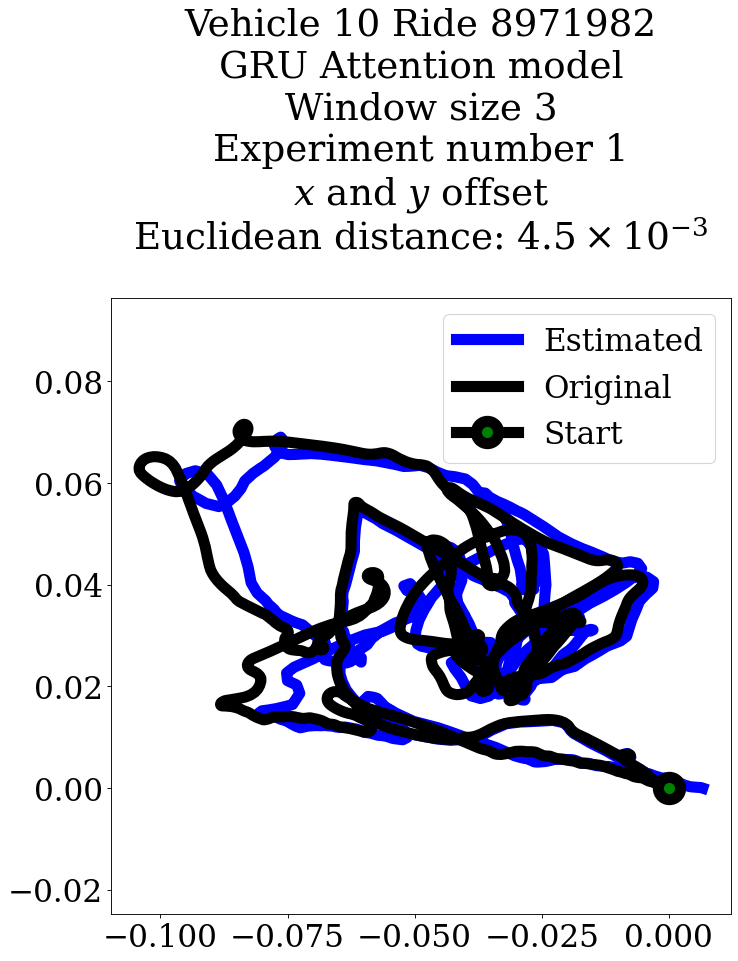 Vehicle 10 Ride 8971982
GRU Attention model
Window size 3
Experiment number 1
x and y offset
Euclidean distance: 4.5 × 10⁻³
Estimated
Original
Start
0.08
0.06
0.04
0.02
0.00
−0.02
−0.100 −0.075 −0.050 −0.025 0.000